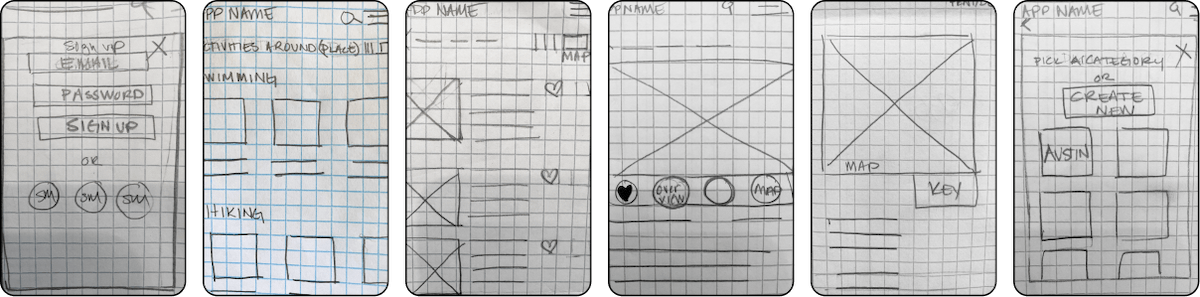 SIGN UP
EMAIL
PASSWORD
SIGN UP
OR
SM SM SM
PP NAME
CTIVITIES AROUND (PLACE)
WIMMING
HIKING
PP NAME
MAP
PNAME
OVER VIEW MAP
MAP
KEY
APP NAME
PICK A CATEGORY
OR
CREATE
NEW
AUSTIN